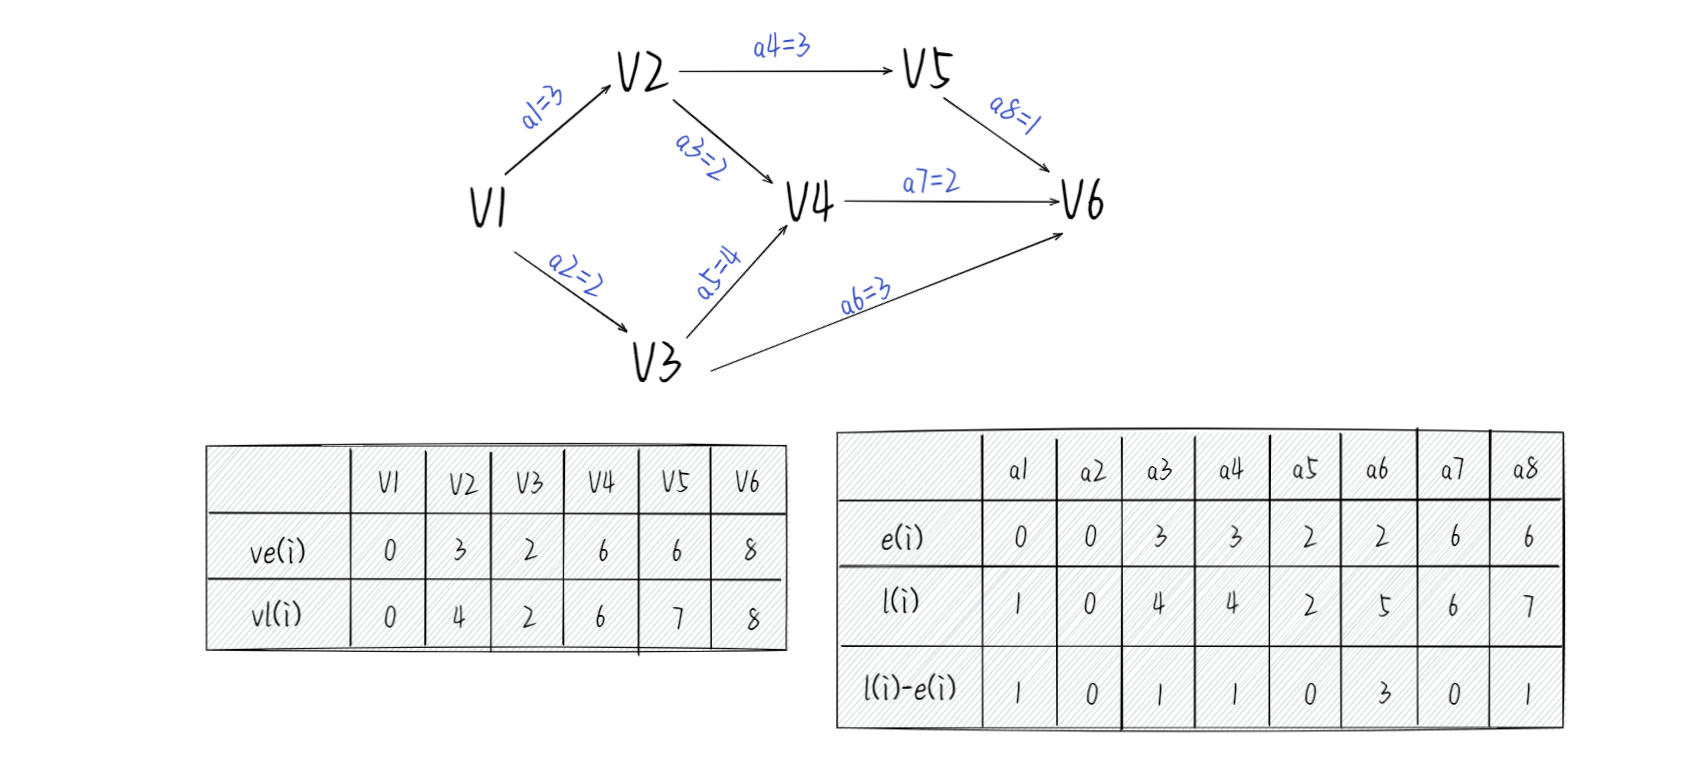 a4=3
V2
V5
a1=3
a8=1
a3=2
a7=2
V1
V4
V6
a2=2
a5=4
a6=3
V3
V1 V2 V3 V4 V5 V6
ve(i) 0 3 2 6 6 8
vl(i) 0 4 2 6 7 8
a1 a2 a3 a4 a5 a6 a7 a8
e(i) 0 0 3 3 2 2 6 6
l(i) 1 0 4 4 2 5 6 7
l(i)-e(i) 1 0 1 1 0 3 0 1